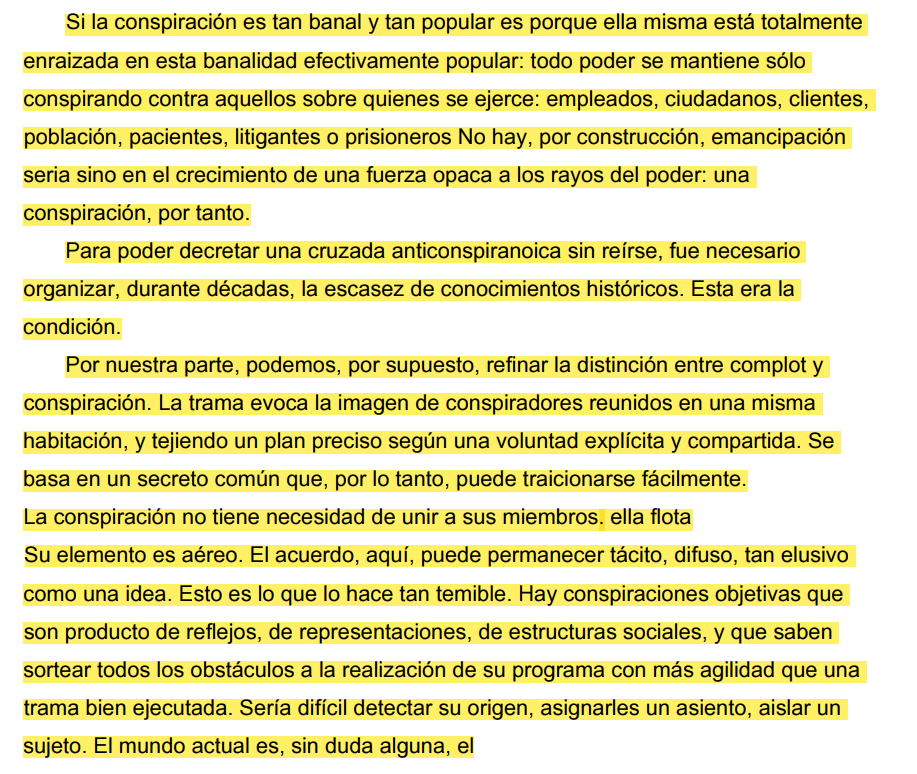 Si la conspiración es tan banal y tan popular es porque ella misma está totalmente
enraizada en esta banalidad efectivamente popular: todo poder se mantiene sólo
conspirando contra aquellos sobre quienes se ejerce: empleados, ciudadanos, clientes,
población, pacientes, litigantes o prisioneros No hay, por construcción, emancipación
seria sino en el crecimiento de una fuerza opaca a los rayos del poder: una
conspiración, por tanto.
Para poder decretar una cruzada anticonspiranoica sin reírse, fue necesario
organizar, durante décadas, la escasez de conocimientos históricos. Esta era la
condición.
Por nuestra parte, podemos, por supuesto, refinar la distinción entre complot y
conspiración. La trama evoca la imagen de conspiradores reunidos en una misma
habitación, y tejiendo un plan preciso según una voluntad explícita y compartida. Se
basa en un secreto común que, por lo tanto, puede traicionarse fácilmente.
La conspiración no tiene necesidad de unir a sus miembros. ella flota
Su elemento es aéreo. El acuerdo, aquí, puede permanecer tácito, difuso, tan elusivo
como una idea. Esto es lo que lo hace tan temible. Hay conspiraciones objetivas que
son producto de reflejos, de representaciones, de estructuras sociales, y que saben
sortear todos los obstáculos a la realización de su programa con más agilidad que una
trama bien ejecutada. Sería difícil detectar su origen, asignarles un asiento, aislar un
sujeto. El mundo actual es, sin duda alguna, el